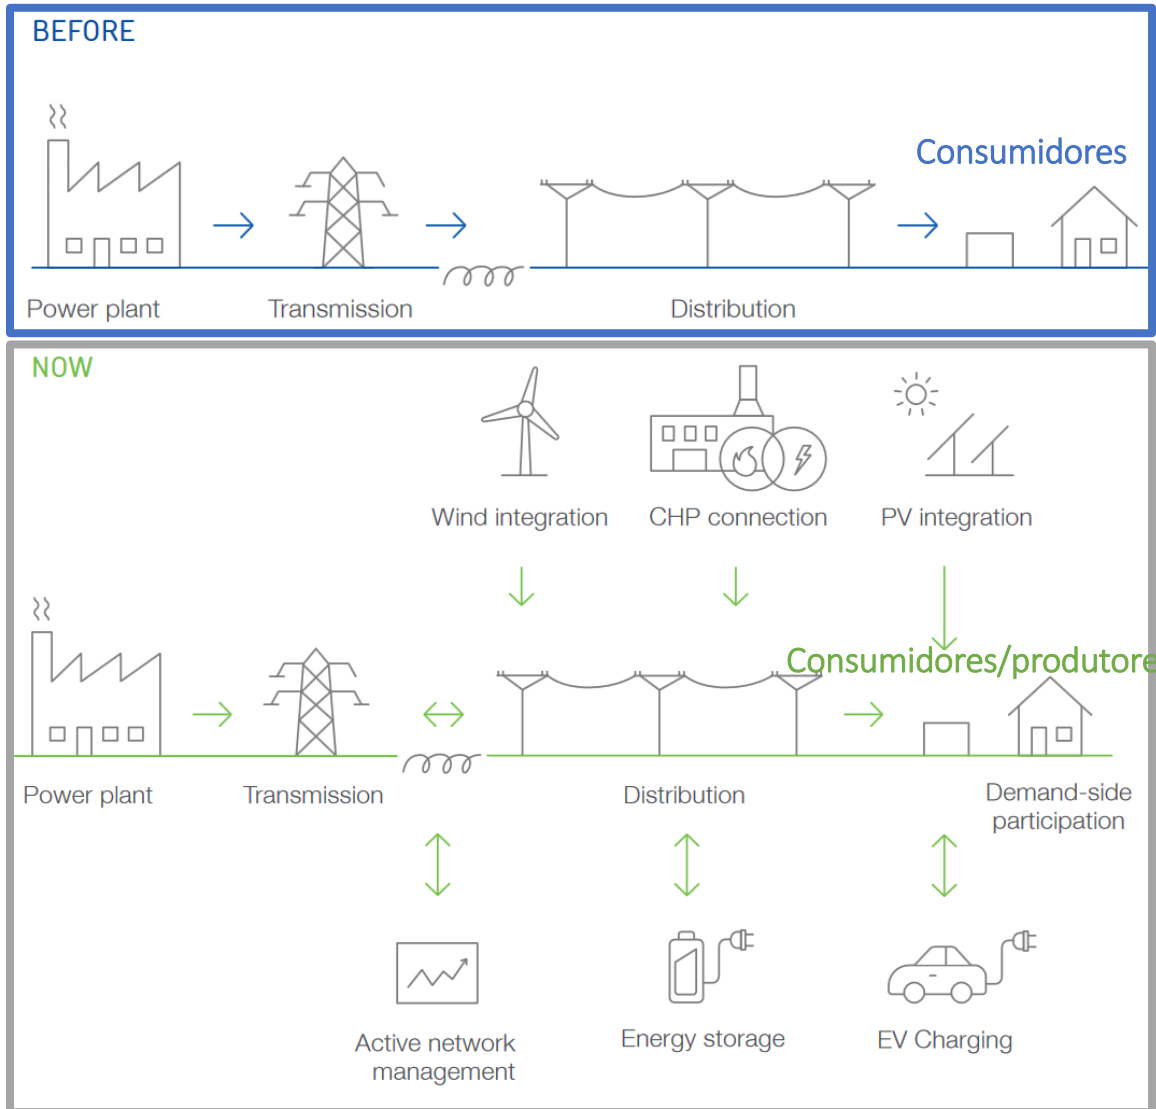 BEFORE
Consumidores
Power plant
Transmission
Distribution
NOW
Wind integration
CHP connection
PV integration
Consumidores/produtore
Power plant
Transmission
Distribution
Demand-side
participation
Active network
management
Energy storage
EV Charging